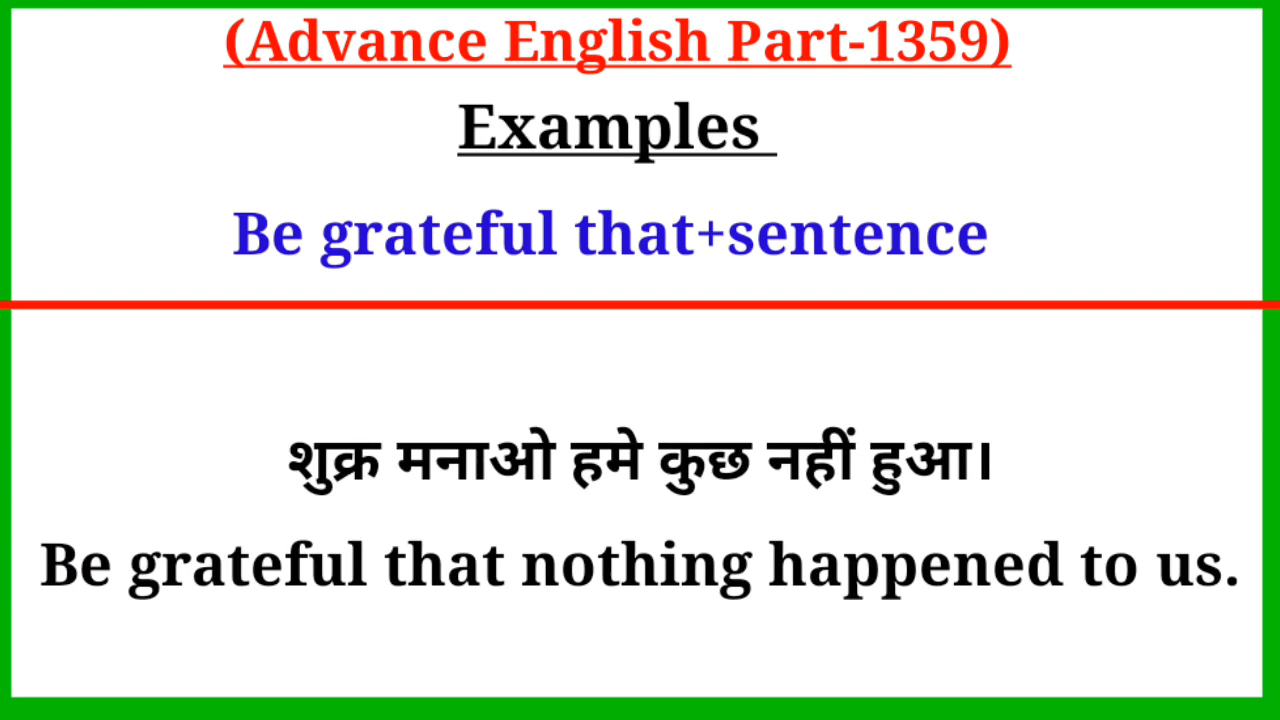 (Advance English Part-1359)
Examples
Be grateful that+sentence
शुक्र मनाओ हमे कुछ नहीं हुआ।
Be grateful that nothing happened to us.